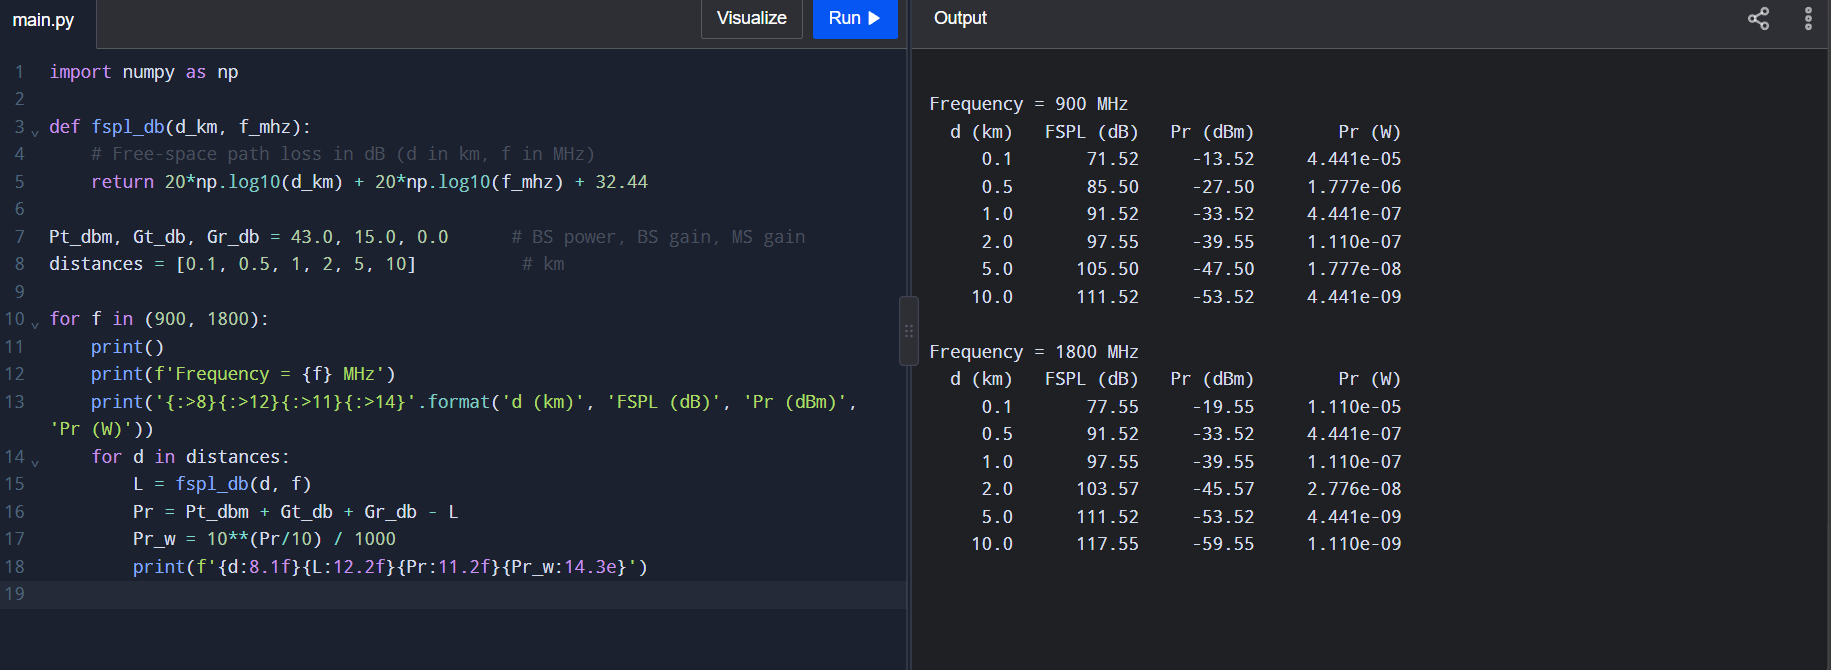 main.py
Visualize
Run
Output
1 import numpy as np
2
3 def fspl_db(d_km, f_mhz):
4     # Free-space path loss in dB (d in km, f in MHz)
5     return 20*np.log10(d_km) + 20*np.log10(f_mhz) + 32.44
6
7 Pt_dbm, Gt_db, Gr_db = 43.0, 15.0, 0.0      # BS power, BS gain, MS gain
8 distances = [0.1, 0.5, 1, 2, 5, 10]          # km
9
10 for f in (900, 1800):
11     print()
12     print(f'Frequency = {f} MHz')
13     print('{:>8}{:>12}{:>11}{:>14}'.format('d (km)', 'FSPL (dB)', 'Pr (dBm)',
'Pr (W)'))
14     for d in distances:
15         L = fspl_db(d, f)
16         Pr = Pt_dbm + Gt_db + Gr_db - L
17         Pr_w = 10**(Pr/10) / 1000
18         print(f'{d:8.1f}{L:12.2f}{Pr:11.2f}{Pr_w:14.3e}')
19
Frequency = 900 MHz
  d (km)   FSPL (dB)   Pr (dBm)        Pr (W)
     0.1       71.52     -13.52     4.441e-05
     0.5       85.50     -27.50     1.777e-06
     1.0       91.52     -33.52     4.441e-07
     2.0       97.55     -39.55     1.110e-07
     5.0      105.50     -47.50     1.777e-08
    10.0      111.52     -53.52     4.441e-09
Frequency = 1800 MHz
  d (km)   FSPL (dB)   Pr (dBm)        Pr (W)
     0.1       77.55     -19.55     1.110e-05
     0.5       91.52     -33.52     4.441e-07
     1.0       97.55     -39.55     1.110e-07
     2.0      103.57     -45.57     2.776e-08
     5.0      111.52     -53.52     4.441e-09
    10.0      117.55     -59.55     1.110e-09